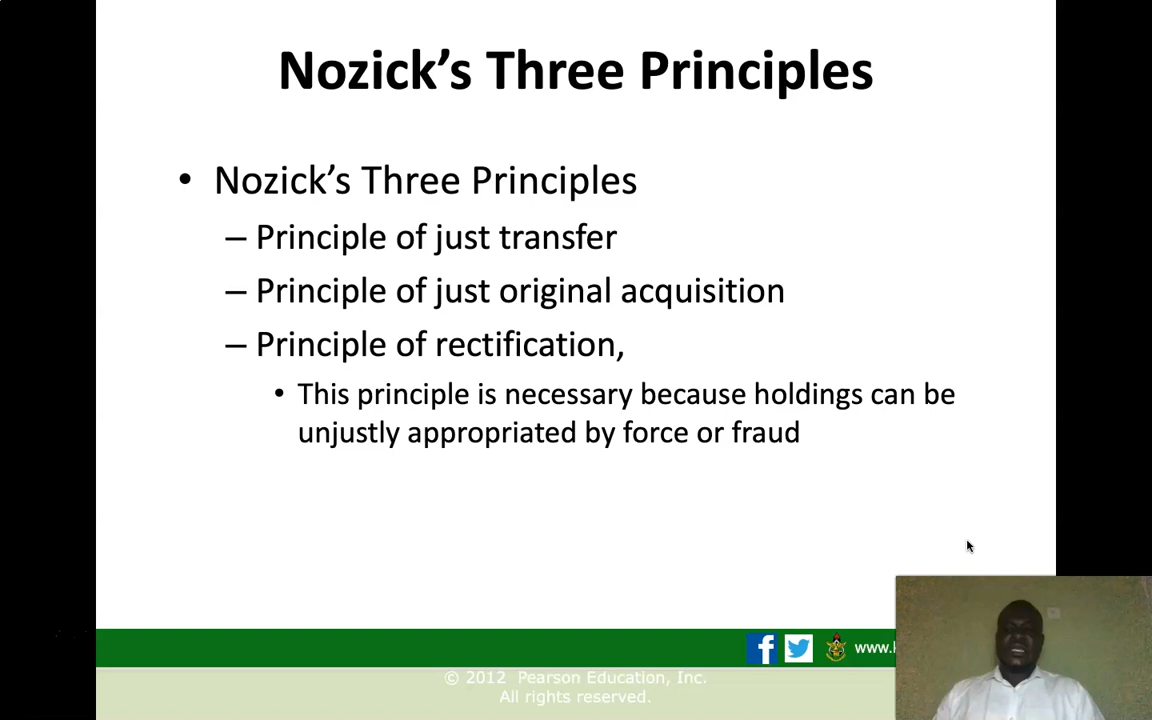 Nozick’s Three Principles
• Nozick’s Three Principles
– Principle of just transfer
– Principle of just original acquisition
– Principle of rectification,
• This principle is necessary because holdings can be
unjustly appropriated by force or fraud
www.
© 2012 Pearson Education, Inc.
All rights reserved.